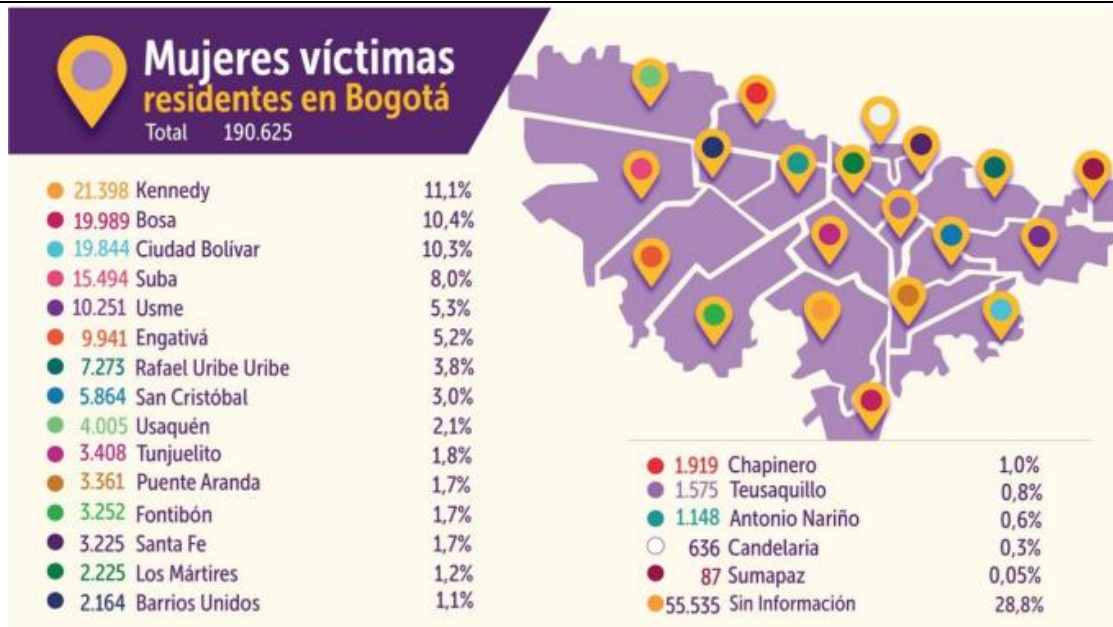 Mujeres víctimas
residentes en Bogotá
Total 190.625
21.398 Kennedy 11,1%
19.989 Bosa 10,4%
19.844 Ciudad Bolívar 10,3%
15.494 Suba 8,0%
10.251 Usme 5,3%
9.941 Engativá 5,2%
7.273 Rafael Uribe Uribe 3,8%
5.864 San Cristóbal 3,0%
4.005 Usaquén 2,1%
3.408 Tunjuelito 1,8%
3.361 Puente Aranda 1,7%
3.252 Fontibón 1,7%
3.225 Santa Fe 1,7%
2.225 Los Mártires 1,2%
2.164 Barrios Unidos 1,1%
1.919 Chapinero 1,0%
1.575 Teusaquillo 0,8%
1.148 Antonio Nariño 0,6%
636 Candelaria 0,3%
87 Sumapaz 0,05%
55.535 Sin Información 28,8%